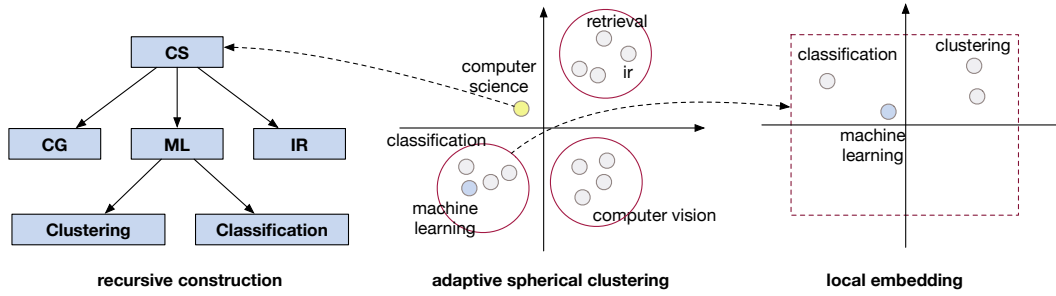 CS
CG
ML
IR
Clustering
Classification
recursive construction
retrieval
ir
computer
science
classification
machine
learning
computer vision
adaptive spherical clustering
classification
clustering
machine
learning
local embedding